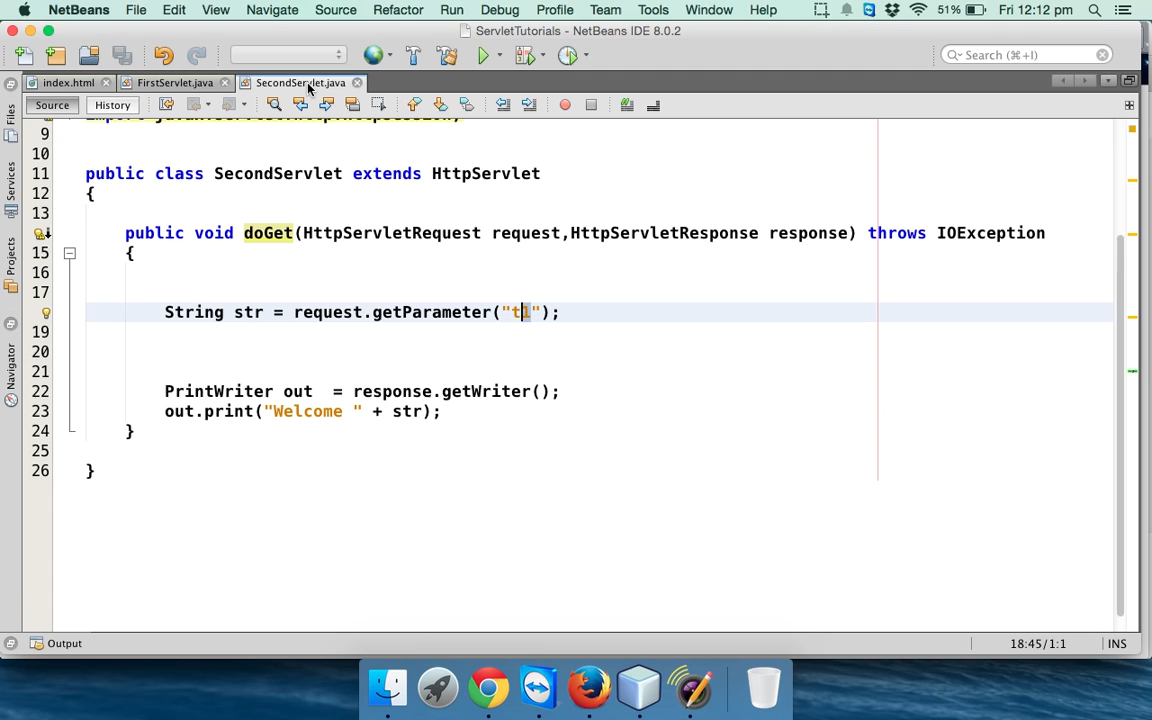 NetBeans File Edit View Navigate Source Refactor Run Debug Profile Team Tools Window Help 51% Fri 12:12 pm
ServletTutorials - NetBeans IDE 8.0.2
Search (⌘+I)
index.html FirstServlet.java SecondServlet.java
Source History
Files
Services
Projects
Navigator
9
10
11 public class SecondServlet extends HttpServlet
12 {
13
public void doGet(HttpServletRequest request,HttpServletResponse response) throws IOException
15 {
16
17
String str = request.getParameter("t1");
19
20
21
22 PrintWriter out  = response.getWriter();
23 out.print("Welcome " + str);
24 }
25
26 }
Output 18:45/1:1 INS